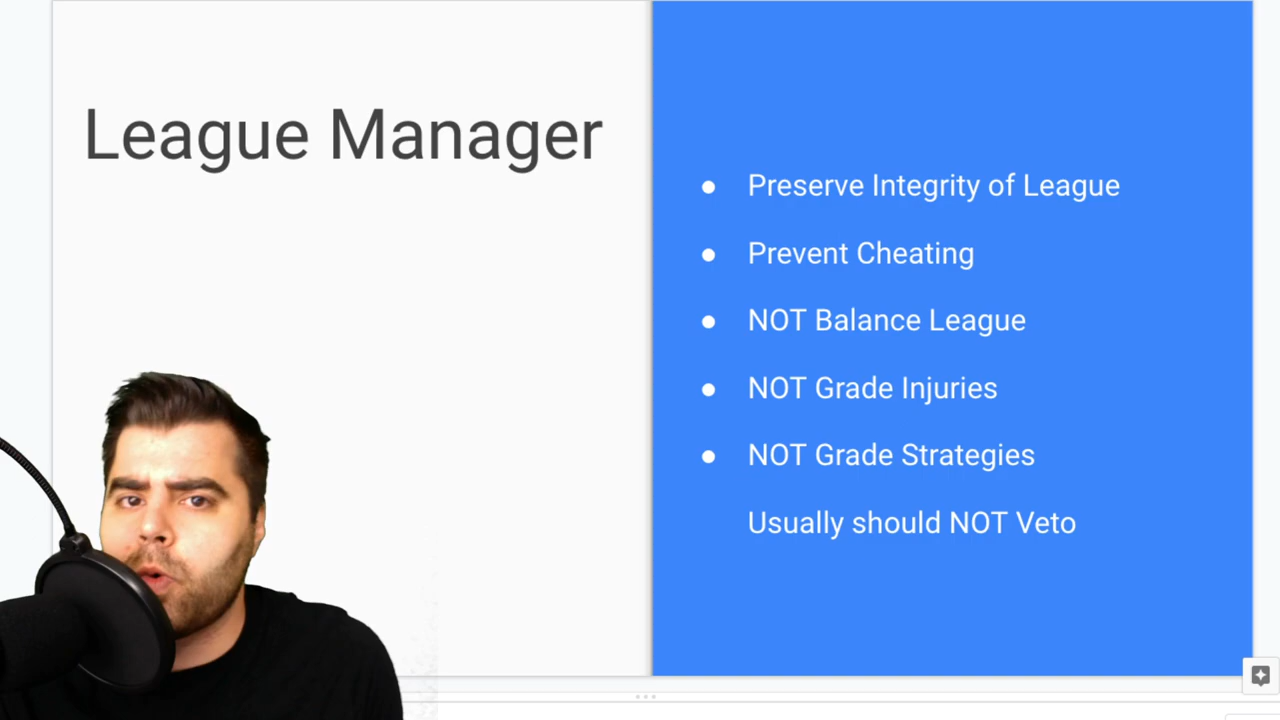 League Manager
● Preserve Integrity of League
● Prevent Cheating
● NOT Balance League
● NOT Grade Injuries
● NOT Grade Strategies
Usually should NOT Veto